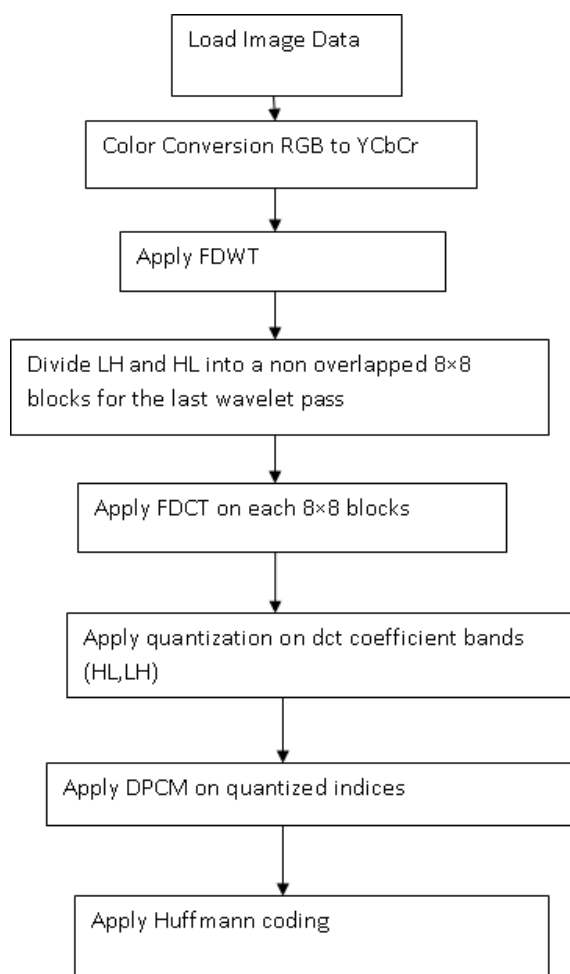 Load Image Data
Color Conversion RGB to YCbCr
Apply FDWT
Divide LH and HL into a non overlapped 8×8
blocks for the last wavelet pass
Apply FDCT on each 8×8 blocks
Apply quantization on dct coefficient bands
(HL,LH)
Apply DPCM on quantized indices
Apply Huffmann coding